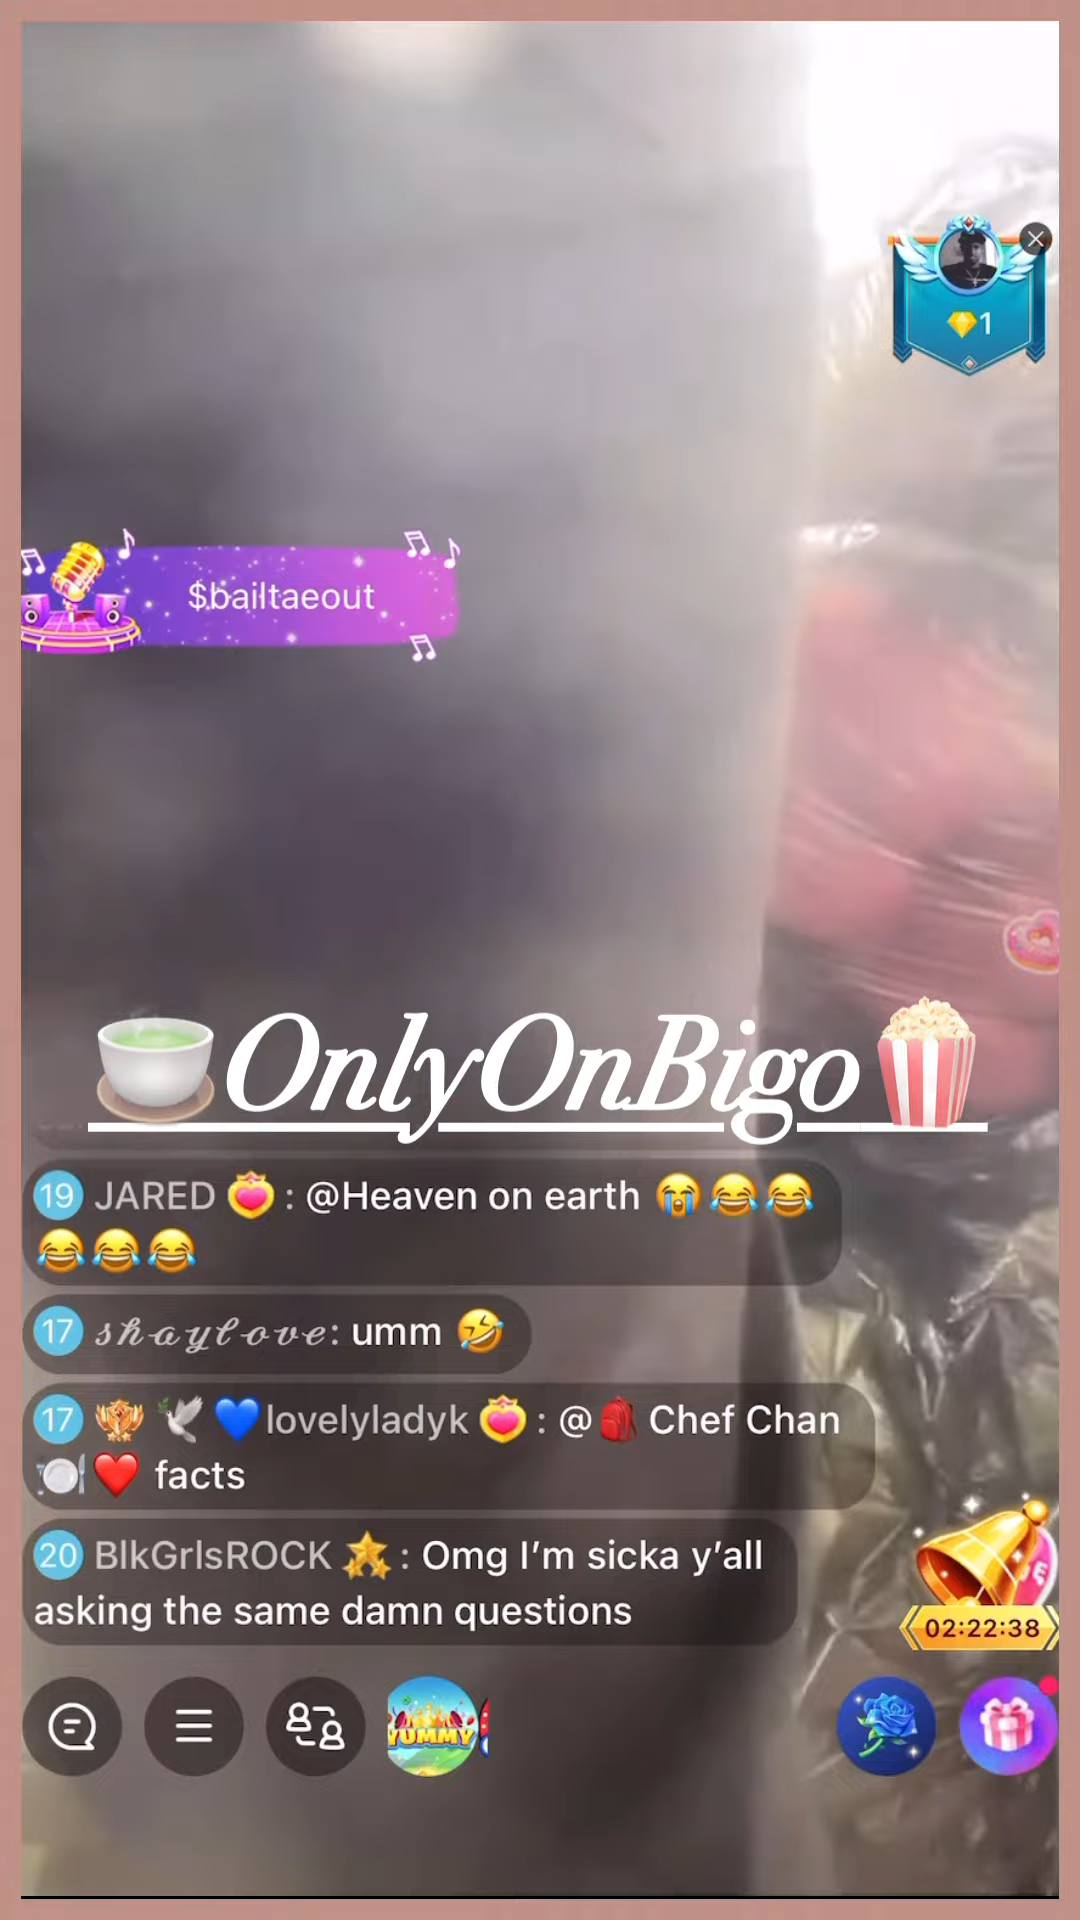 1
$bailtaeout
🍵OnlyOnBigo🍿
19 JARED : @Heaven on earth 😭😂😂
😂😂😂
17 𝓈𝒽𝒶𝓎𝓁𝑜𝓋𝑒: umm 🤣
17 🕊️💙lovelyladyk : @🎒 Chef Chan
🍽️❤️ facts
20 BlkGrlsROCK : Omg I’m sicka y’all
asking the same damn questions
02:22:38
YUMMY